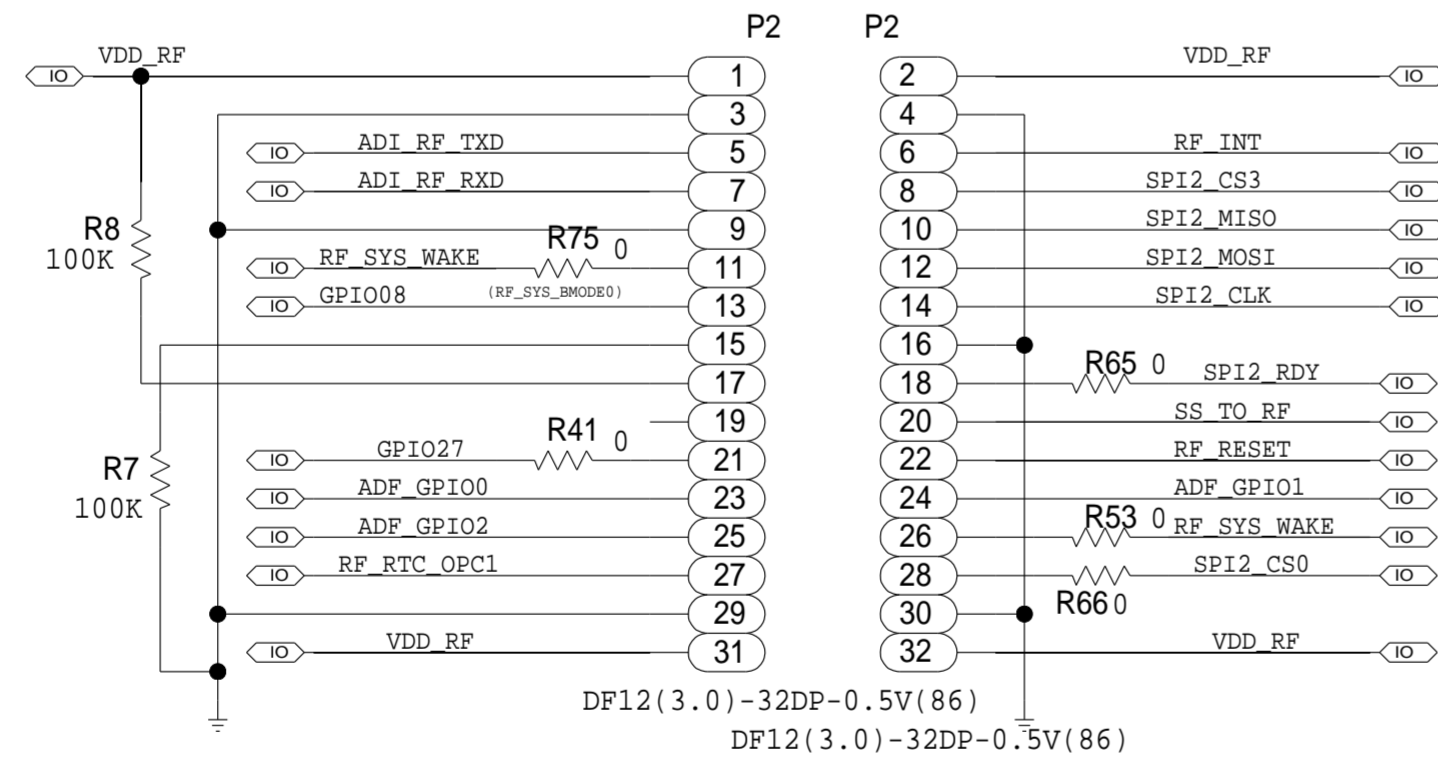 P2 P2
VDD_RF VDD_RF
IO 1 2 IO
3 4
IO ADI_RF_TXD 5 6 RF_INT IO
IO ADI_RF_RXD 7 8 SPI2_CS3 IO
R8 9 10 SPI2_MISO IO
100K
IO RF_SYS_WAKE R75 0 11 12 SPI2_MOSI IO
(RF_SYS_BMODE0)
IO GPIO08 13 14 SPI2_CLK IO
15 16
17 18 R65 0 SPI2_RDY IO
19 20 SS_TO_RF IO
IO GPIO27 R41 0 21 22 RF_RESET IO
R7
100K
IO ADF_GPIO0 23 24 ADF_GPIO1 IO
IO ADF_GPIO2 25 26 R53 0 RF_SYS_WAKE IO
IO RF_RTC_OPC1 27 28 SPI2_CS0 IO
R66 0
29 30
IO VDD_RF 31 32 VDD_RF IO
DF12(3.0)-32DP-0.5V(86)
DF12(3.0)-32DP-0.5V(86)